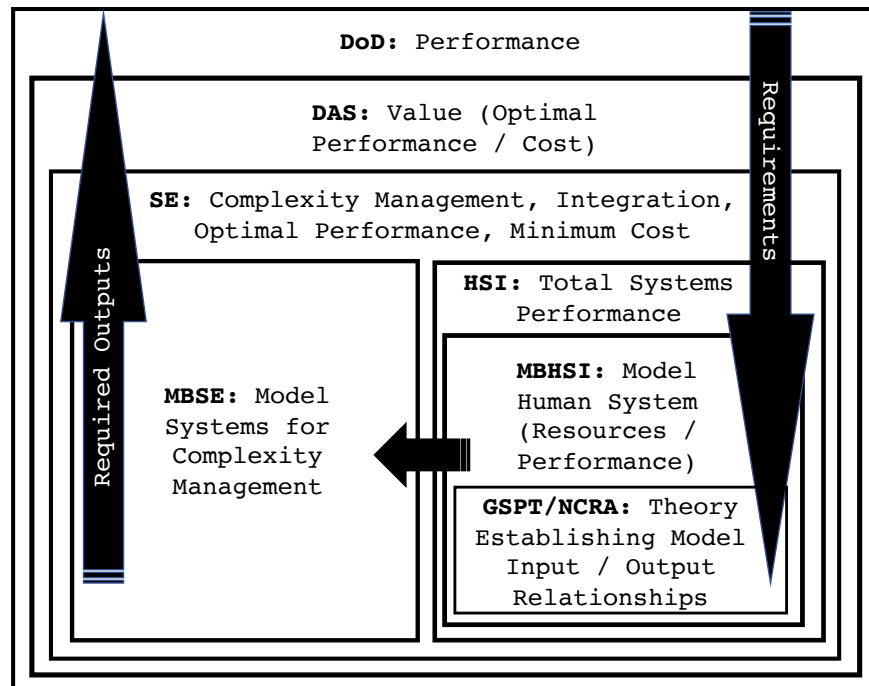 DoD: Performance
DAS: Value (Optimal
Performance / Cost)
SE: Complexity Management, Integration,
Optimal Performance, Minimum Cost
Required Outputs
MBSE: Model
Systems for
Complexity
Management
HSI: Total Systems
Performance
MBHSI: Model
Human System
(Resources /
Performance)
GSPT/NCRA: Theory
Establishing Model
Input / Output
Relationships
Requirements